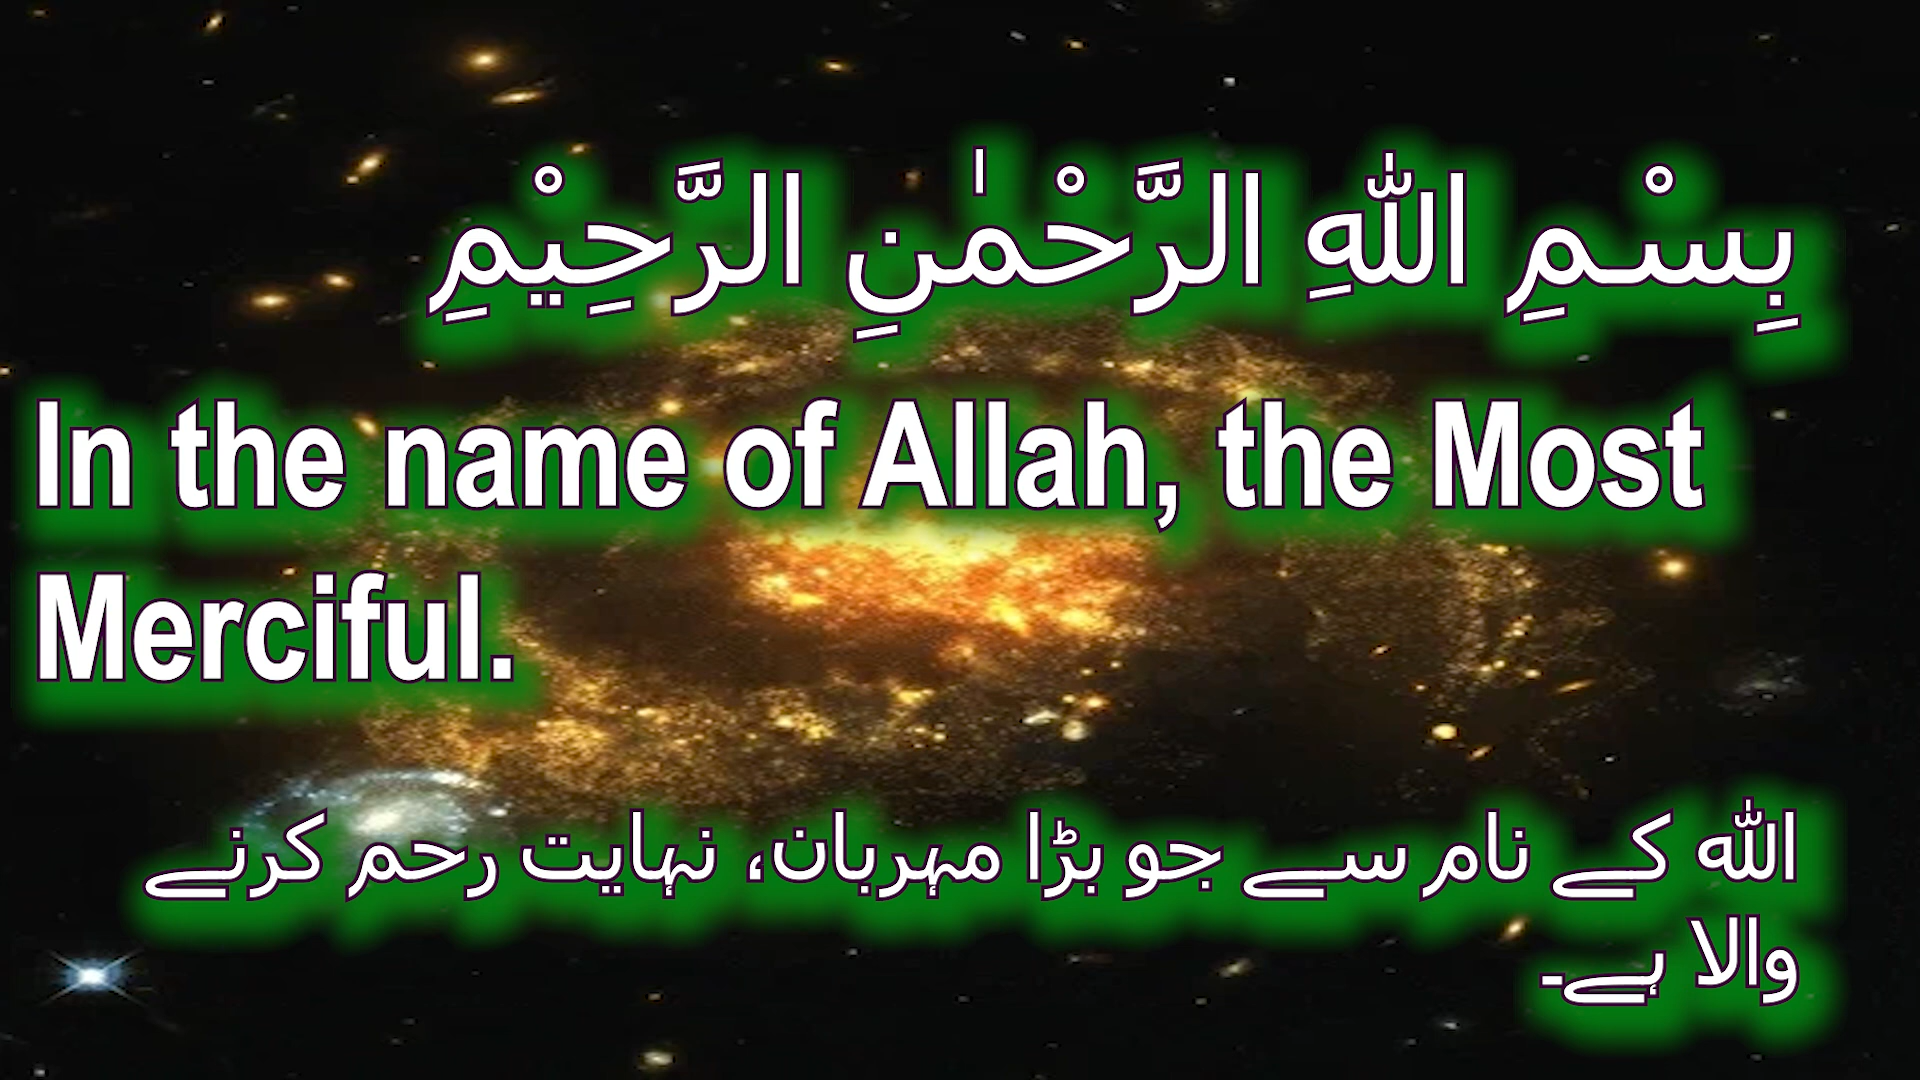 بِسْمِ اللّٰهِ الرَّحْمٰنِ الرَّحِيْمِ
In the name of Allah, the Most
Merciful.
اللّٰہ کے نام سے جو بڑا مہربان، نہایت رحم کرنے
والا ہے۔